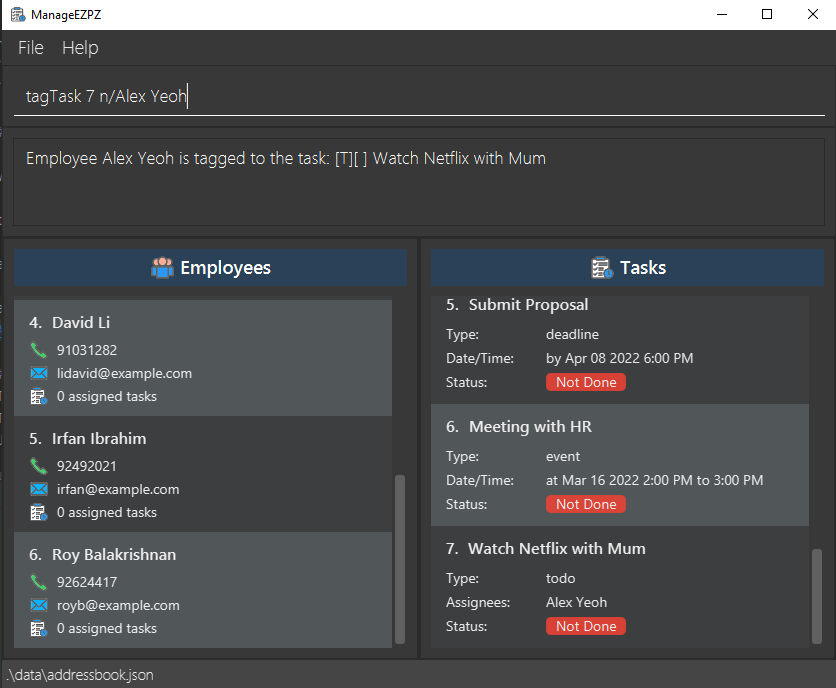 ManageEZPZ
File Help
tagTask 7 n/Alex Yeoh
Employee Alex Yeoh is tagged to the task: [T][ ] Watch Netflix with Mum
Employees
4. David Li
91031282
lidavid@example.com
0 assigned tasks
5. Irfan Ibrahim
92492021
irfan@example.com
0 assigned tasks
6. Roy Balakrishnan
92624417
royb@example.com
0 assigned tasks
Tasks
5. Submit Proposal
Type: deadline
Date/Time: by Apr 08 2022 6:00 PM
Status: Not Done
6. Meeting with HR
Type: event
Date/Time: at Mar 16 2022 2:00 PM to 3:00 PM
Status: Not Done
7. Watch Netflix with Mum
Type: todo
Assignees: Alex Yeoh
Status: Not Done
.\data\addressbook.json